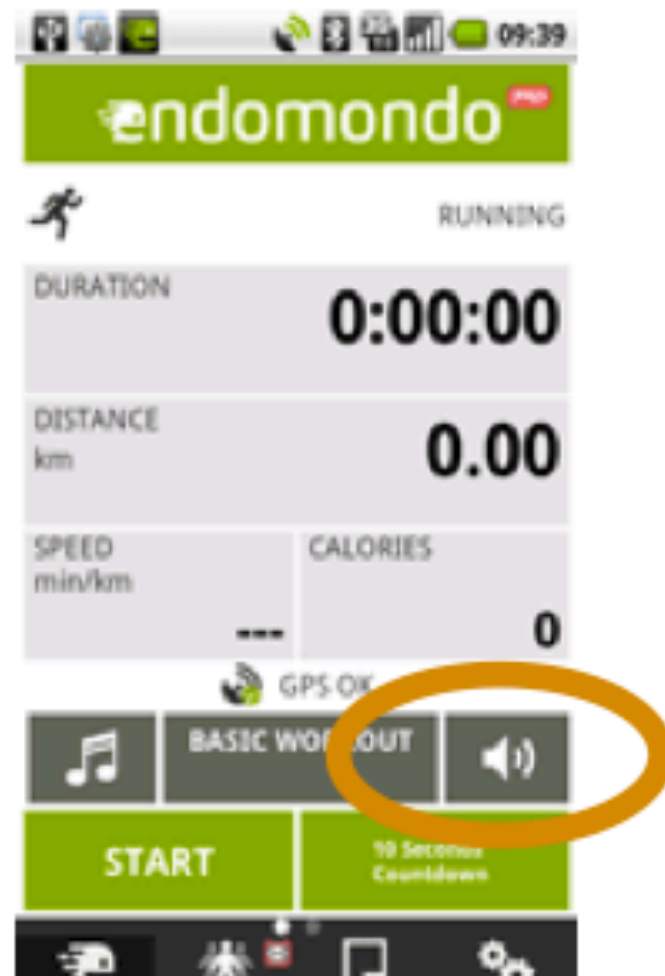 09:39
endomondo PRO
RUNNING
DURATION
0:00:00
DISTANCE
km
0.00
SPEED
min/km
---
CALORIES
0
GPS OK
BASIC WORKOUT
START
10 Seconds
Countdown